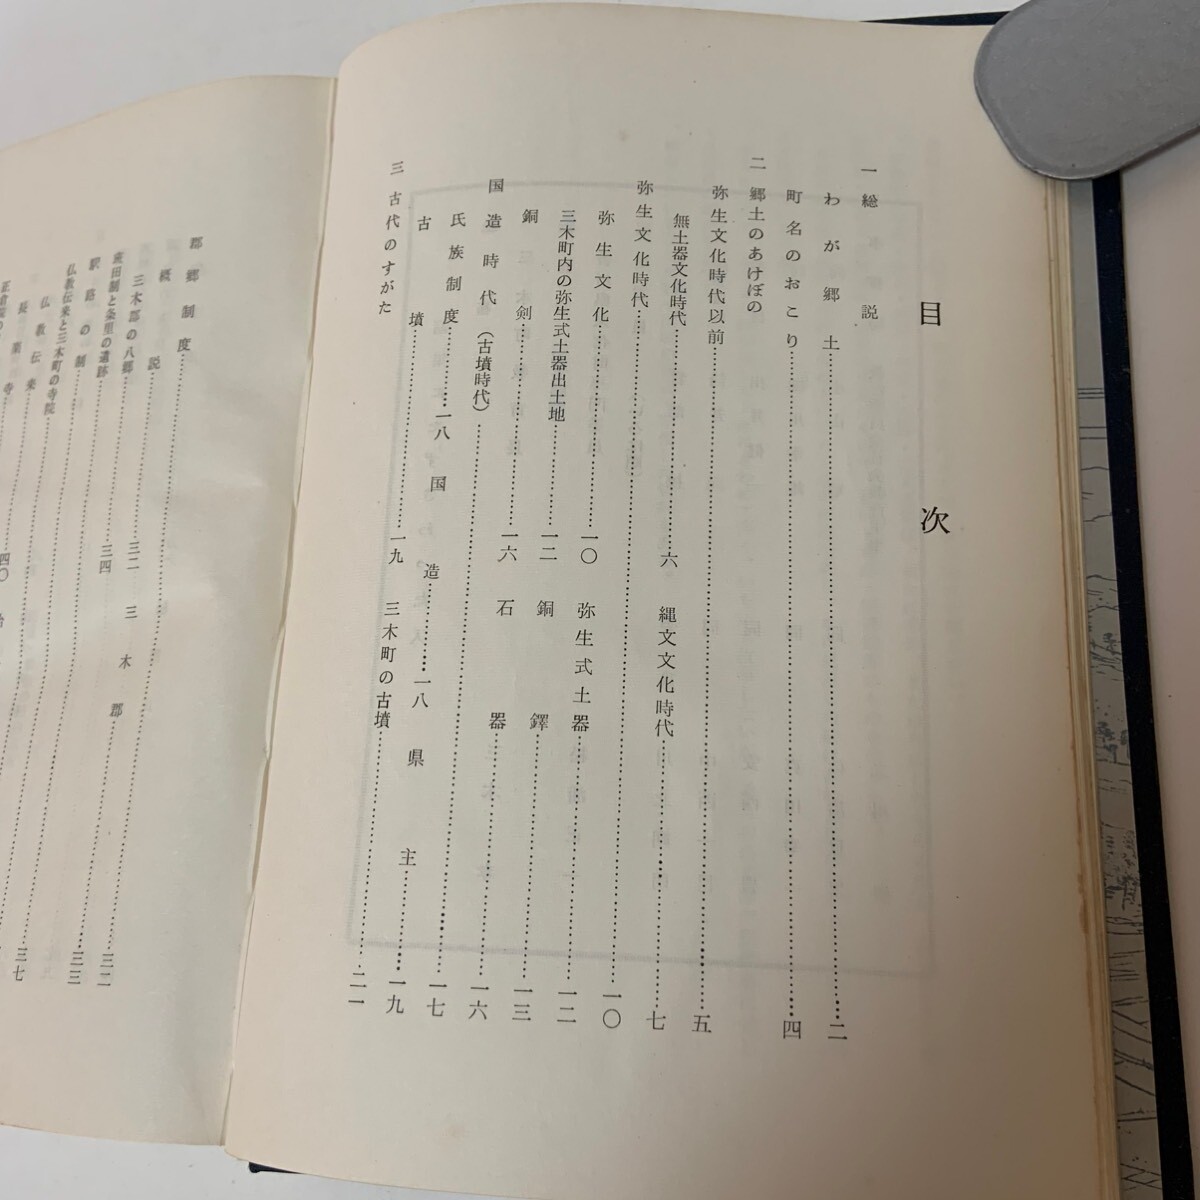 目次
一 総説
わが郷土……二
町名のおこり……四
二 郷土のあけぼの
弥生文化時代以前……五
無土器文化時代……六 縄文文化時代……七
弥生文化時代……一〇
弥生文化……一〇 弥生式土器……一二
三木町内の弥生式土器出土地……一二 銅鐸……一三
銅剣……一六 石器……一六
国造時代(古墳時代)……一七
氏族制度……一八 国造……一八 県主……一九
古墳……一九 三木町の古墳……二一
三 古代のすがた
郡郷制度……三二
概説……三二 三木郡
三木郡の八郷……三四
班田制と条里の遺跡
駅路の制
仏教伝来と三木町の寺院……三七
仏教伝来